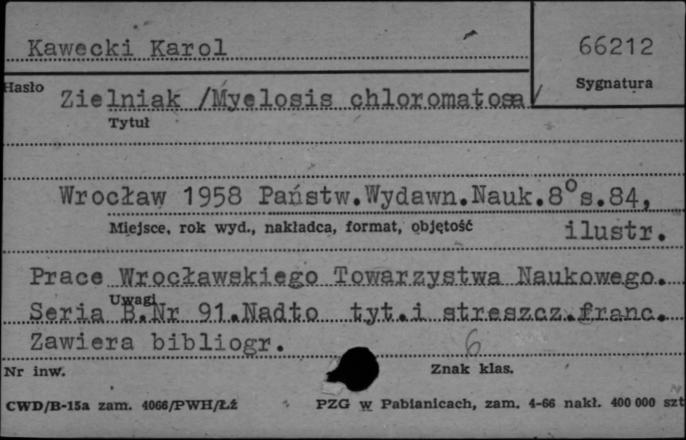 Kawecki Karol
66212
Hasło
Sygnatura
Zielniak /Myelosis chloromatosa/
Tytuł
Wrocław 1958 Państw.Wydawn.Nauk.8°s.84,
Miejsce, rok wyd., nakładca, format, objętość
ilustr.
Prace Wrocławskiego Towarzystwa Naukowego.
Uwagi
Seria B.Nr 91.Nadto tyt.i streszcz.franc.
Zawiera bibliogr.
6
Nr inw.
Znak klas.
CWD/B-15a zam. 4066/PWH/Łż
PZG w Pabianicach, zam. 4-66 nakł. 400 000 szt